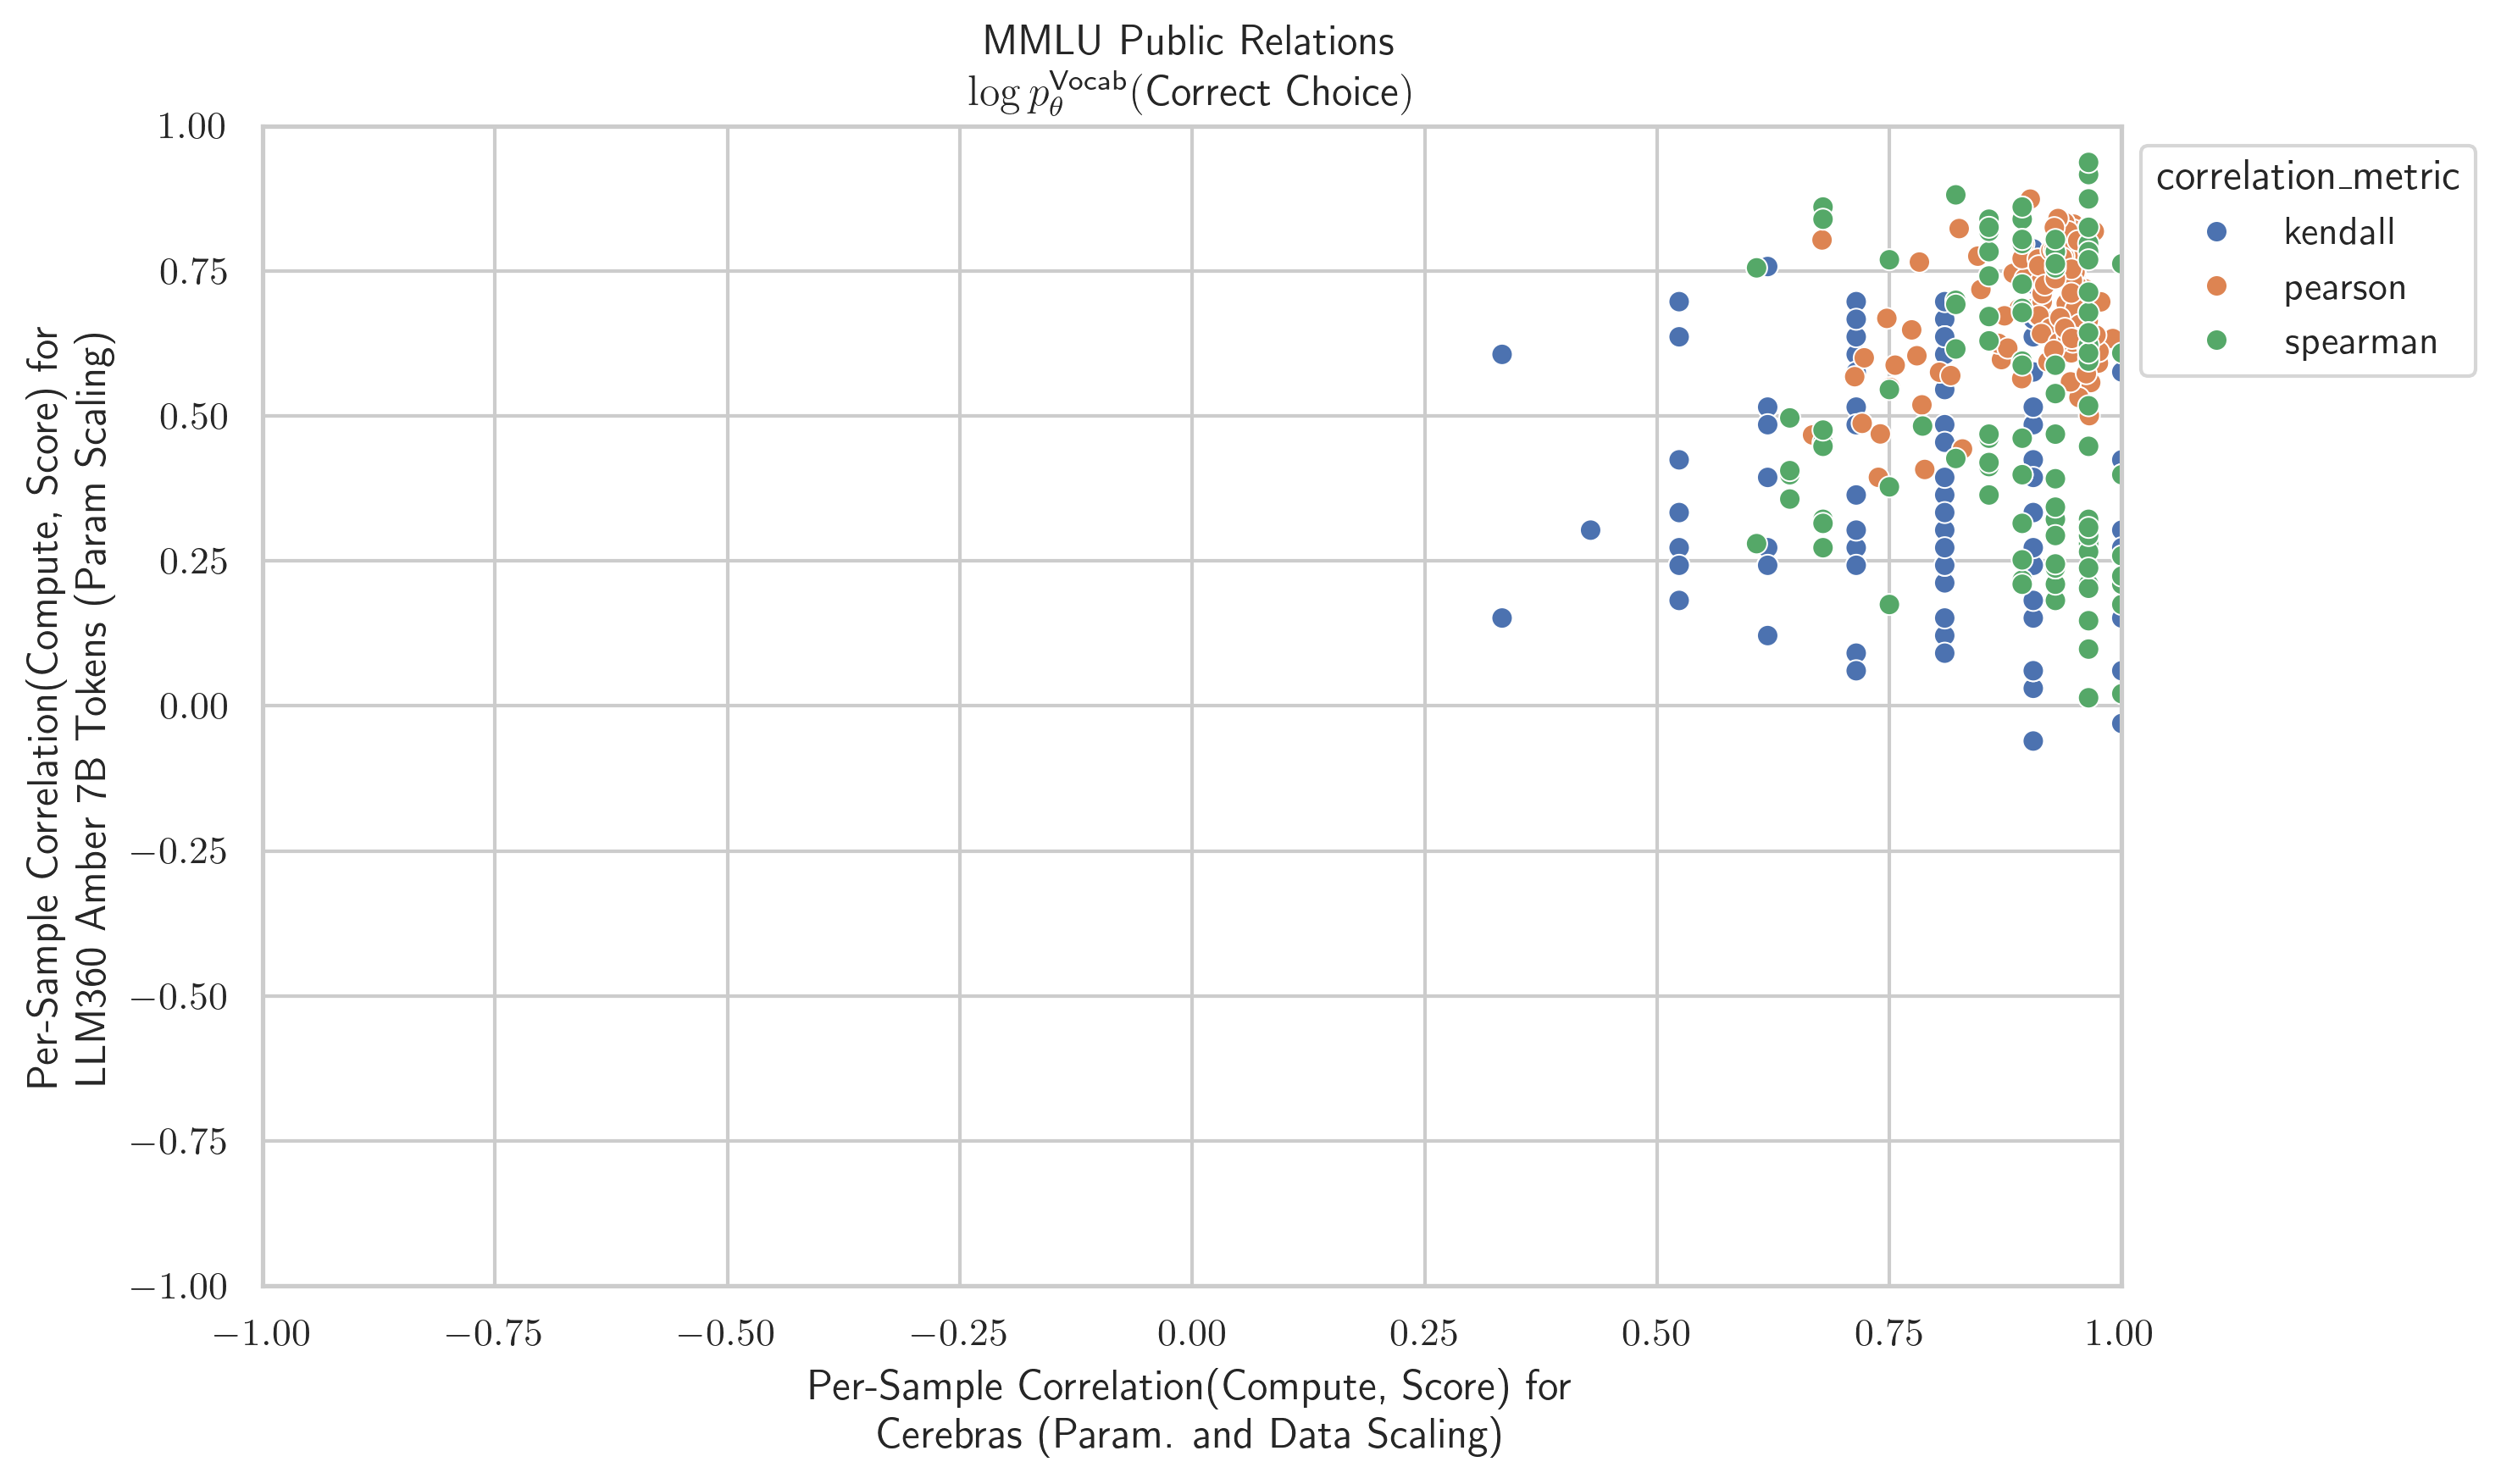 MMLU Public Relations
log p_θ^Vocab(Correct Choice)
Per-Sample Correlation(Compute, Score) for
LLM360 Amber 7B Tokens (Param Scaling)
1.00
0.75
0.50
0.25
0.00
−0.25
−0.50
−0.75
−1.00
correlation_metric
kendall
pearson
spearman
−1.00 −0.75 −0.50 −0.25 0.00 0.25 0.50 0.75 1.00
Per-Sample Correlation(Compute, Score) for
Cerebras (Param. and Data Scaling)